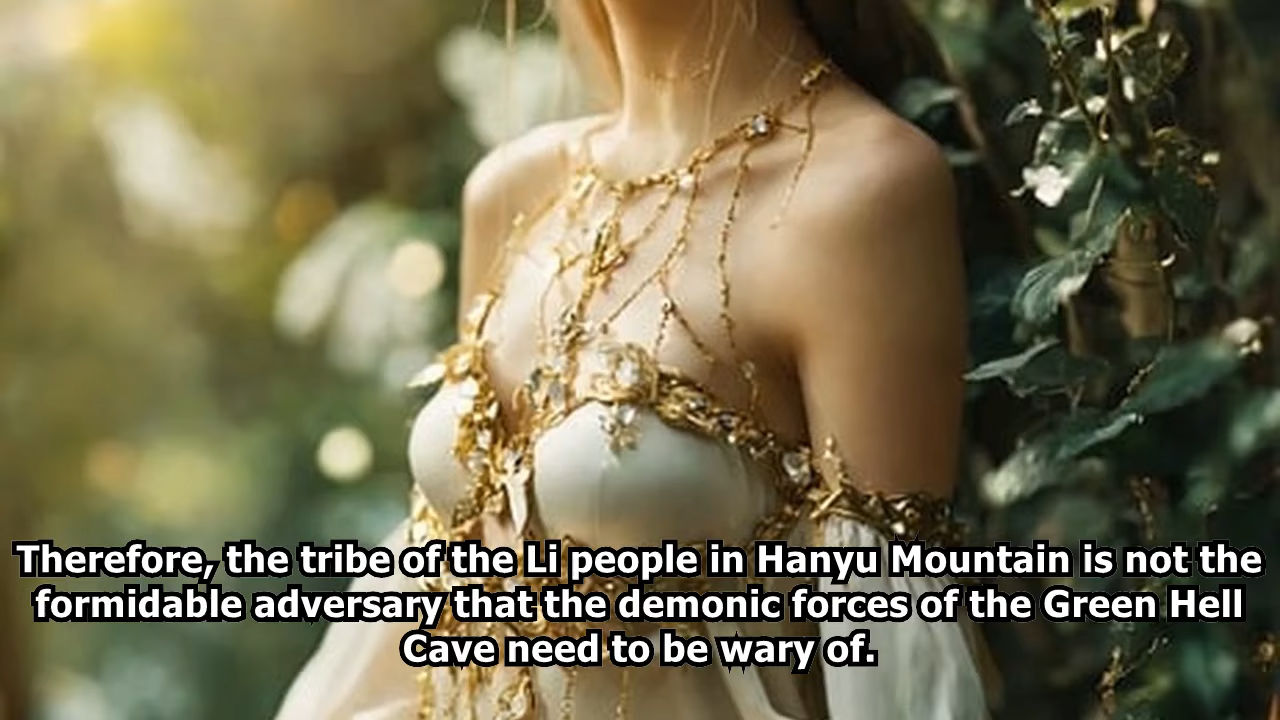 Therefore, the tribe of the Li people in Hanyu Mountain is not the
formidable adversary that the demonic forces of the Green Hell
Cave need to be wary of.